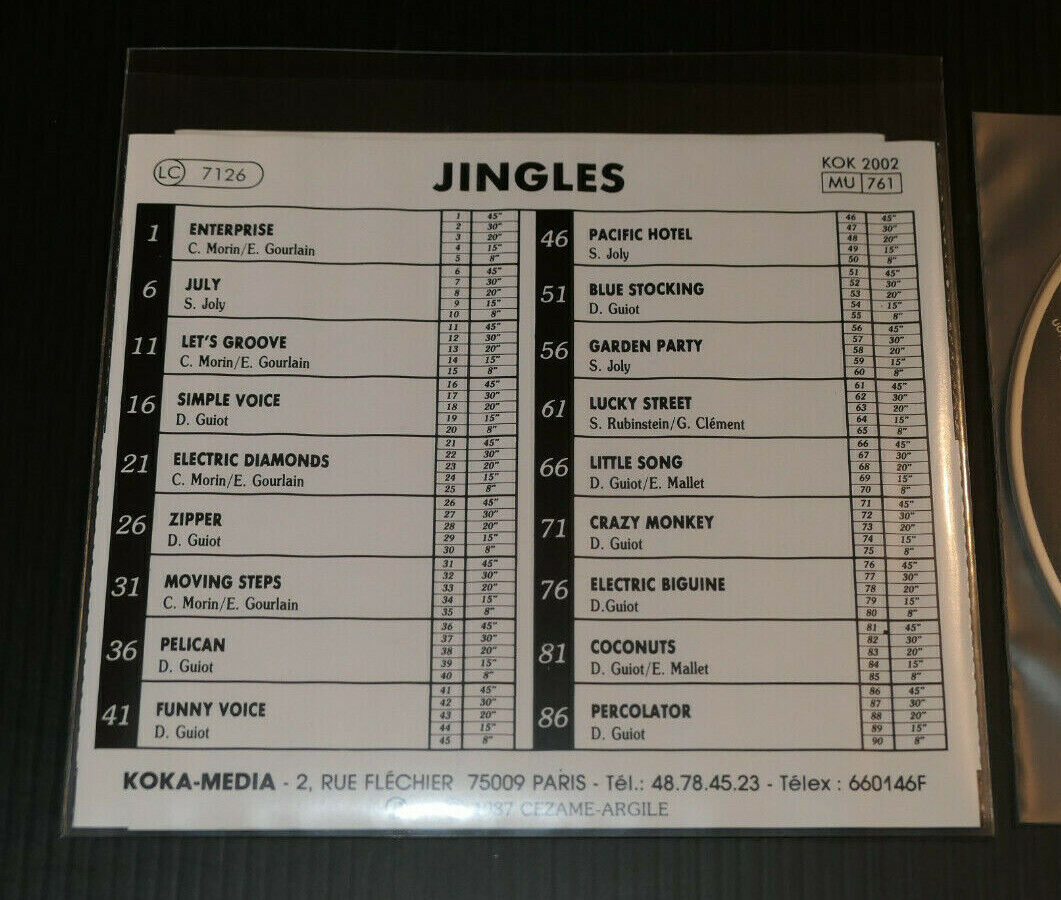 LC 7126
JINGLES
KOK 2002
MU 761
1 ENTERPRISE
C. Morin/E. Gourlain
1 45"
2 30"
3 20"
4 15"
5 8"
6 JULY
S. Joly
6 45"
7 30"
8 20"
9 15"
10 8"
11 LET'S GROOVE
C. Morin/E. Gourlain
11 45"
12 30"
13 20"
14 15"
15 8"
16 SIMPLE VOICE
D. Guiot
16 45"
17 30"
18 20"
19 15"
20 8"
21 ELECTRIC DIAMONDS
C. Morin/E. Gourlain
21 45"
22 30"
23 20"
24 15"
25 8"
26 ZIPPER
D. Guiot
26 45"
27 30"
28 20"
29 15"
30 8"
31 MOVING STEPS
C. Morin/E. Gourlain
31 45"
32 30"
33 20"
34 15"
35 8"
36 PELICAN
D. Guiot
36 45"
37 30"
38 20"
39 15"
40 8"
41 FUNNY VOICE
D. Guiot
41 45"
42 30"
43 20"
44 15"
45 8"
46 PACIFIC HOTEL
S. Joly
46 45"
47 30"
48 20"
49 15"
50 8"
51 BLUE STOCKING
D. Guiot
51 45"
52 30"
53 20"
54 15"
55 8"
56 GARDEN PARTY
S. Joly
56 45"
57 30"
58 20"
59 15"
60 8"
61 LUCKY STREET
S. Rubinstein/G. Clément
61 45"
62 30"
63 20"
64 15"
65 8"
66 LITTLE SONG
D. Guiot/E. Mallet
66 45"
67 30"
68 20"
69 15"
70 8"
71 CRAZY MONKEY
D. Guiot
71 45"
72 30"
73 20"
74 15"
75 8"
76 ELECTRIC BIGUINE
D.Guiot
76 45"
77 30"
78 20"
79 15"
80 8"
81 COCONUTS
D. Guiot/E. Mallet
81 45"
82 30"
83 20"
84 15"
85 8"
86 PERCOLATOR
D. Guiot
86 45"
87 30"
88 20"
89 15"
90 8"
KOKA-MEDIA - 2, RUE FLÉCHIER 75009 PARIS - Tél.: 48.78.45.23 - Télex : 660146F
1987 CEZAME-ARGILE